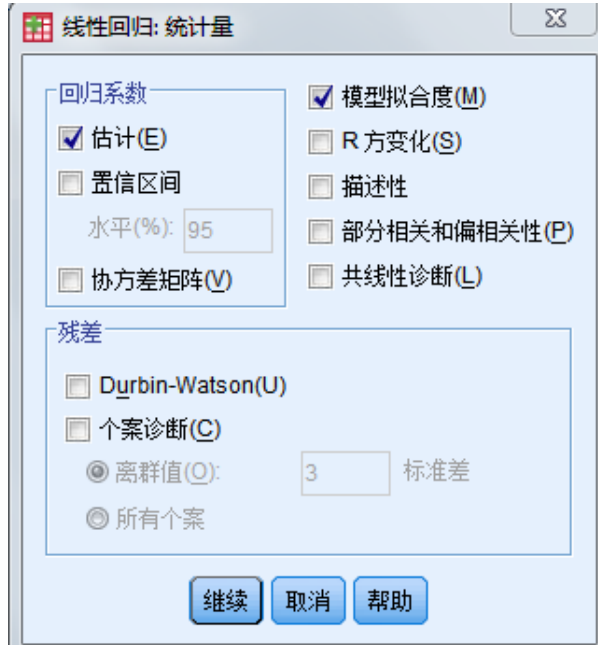 线性回归: 统计量
回归系数
估计(E)
置信区间
水平(%): 95
协方差矩阵(V)
模型拟合度(M)
R 方变化(S)
描述性
部分相关和偏相关性(P)
共线性诊断(L)
残差
Durbin-Watson(U)
个案诊断(C)
离群值(O): 3 标准差
所有个案
继续 取消 帮助